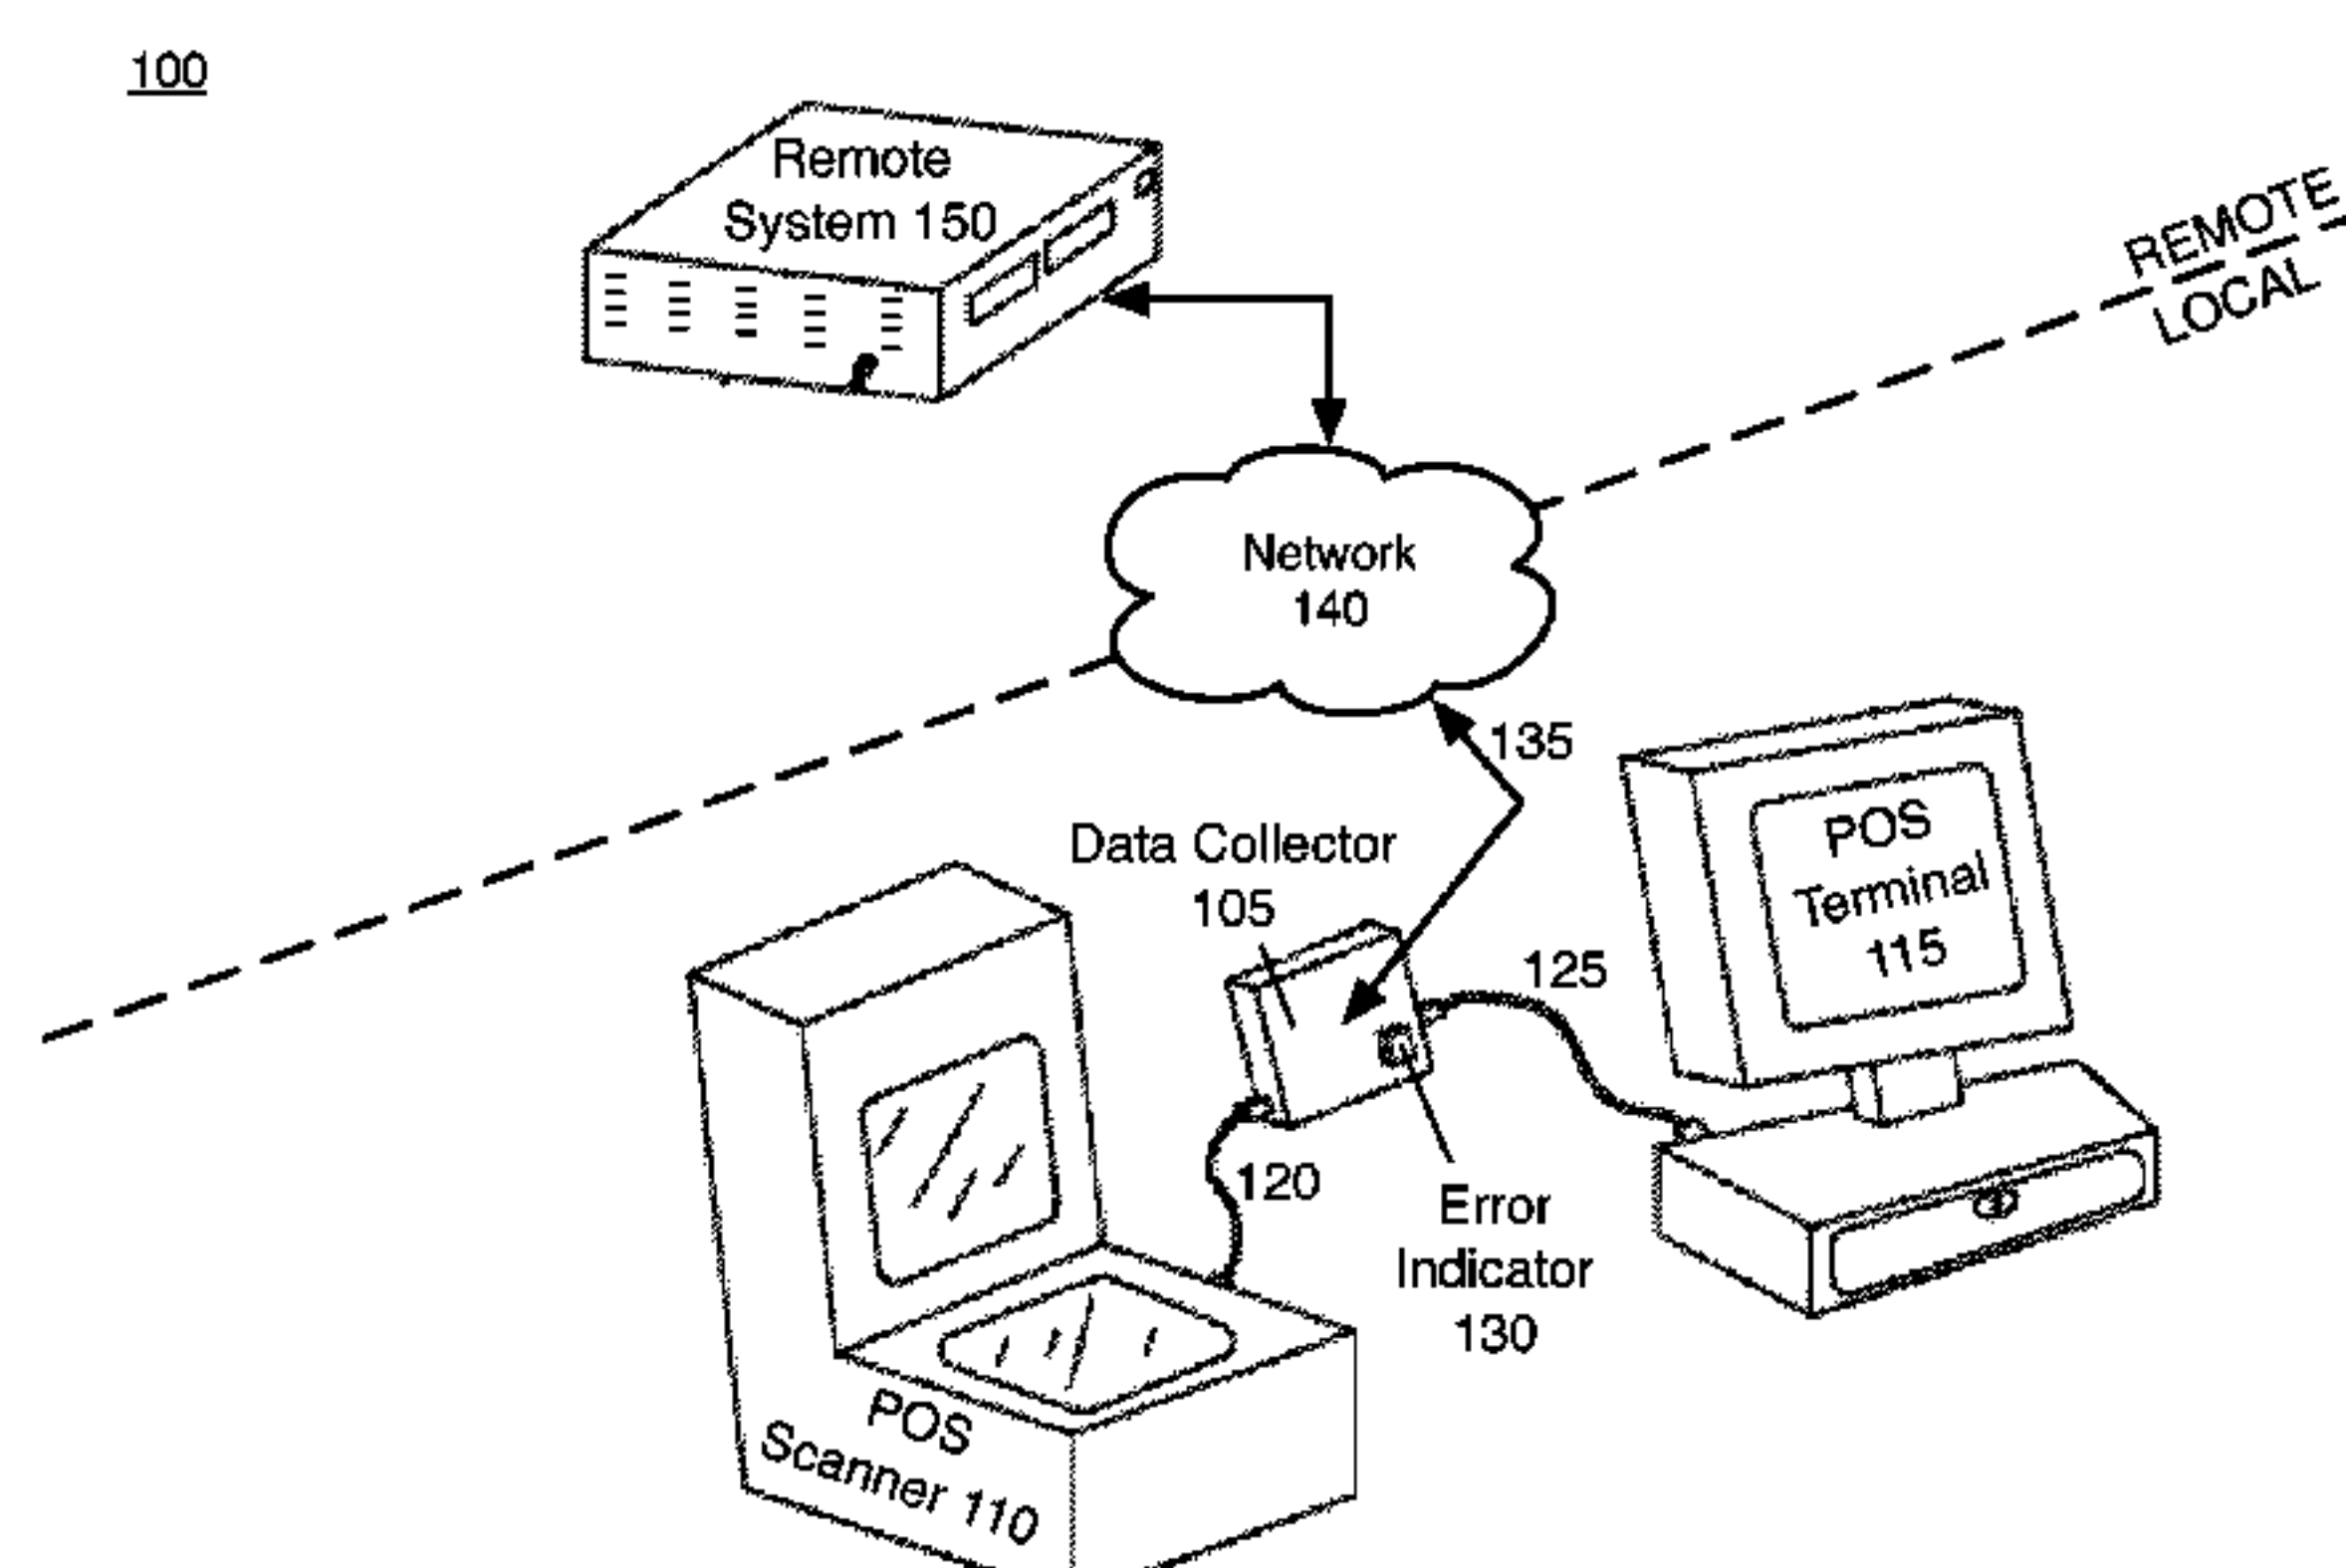 100
Remote
System 150
REMOTE
LOCAL
Network
140
135
Data Collector
105
POS
Terminal
115
125
120
Error
Indicator
130
POS
Scanner 110